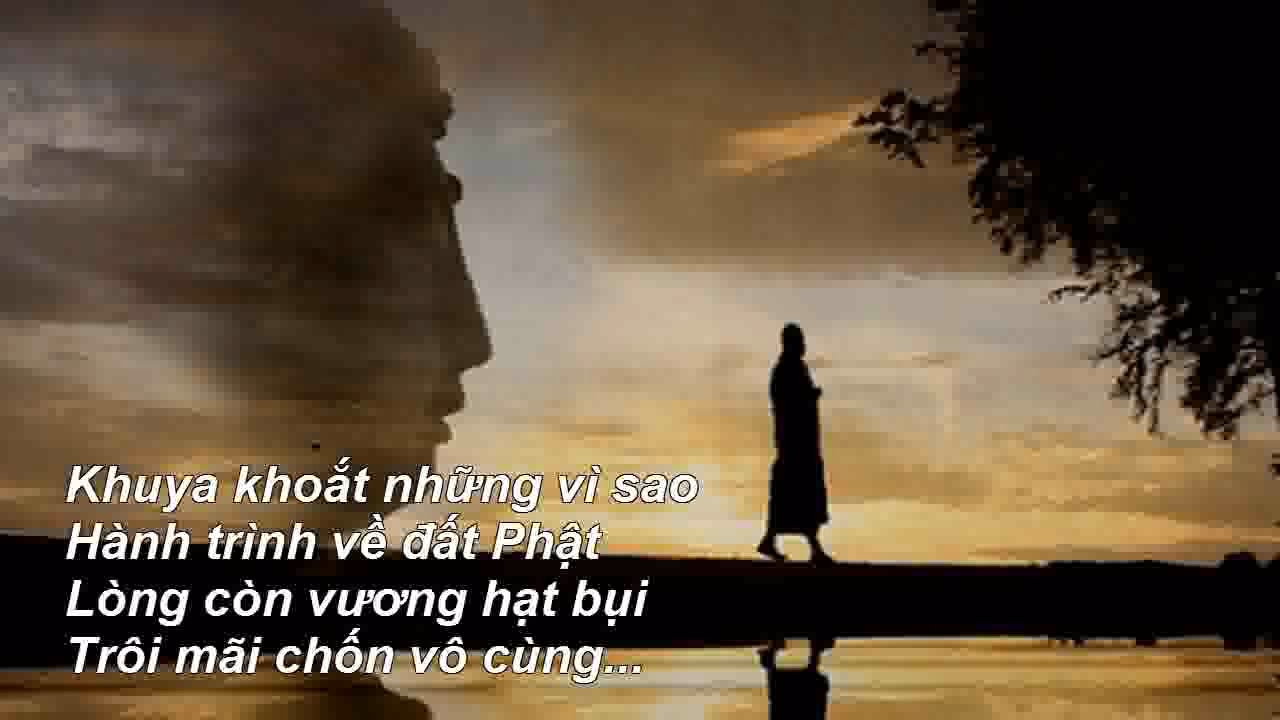 Khuya khoắt những vì sao
Hành trình về đất Phật
Lòng còn vương hạt bụi
Trôi mãi chốn vô cùng...